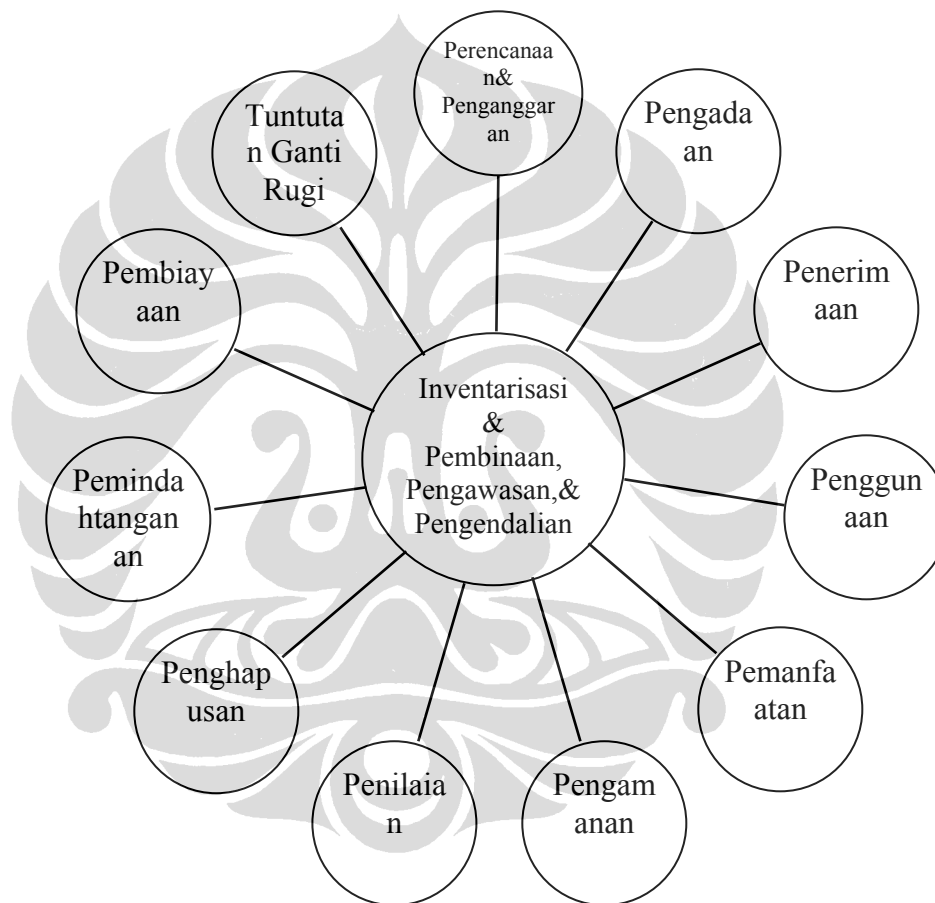 Perencanaa
n&
Penganggar
an
Pengada
an
Penerim
aan
Penggun
aan
Pemanfa
atan
Pengam
anan
Penilaia
n
Penghap
usan
Peminda
htangan
an
Pembiay
aan
Tuntuta
n Ganti
Rugi
Inventarisasi
&
Pembinaan,
Pengawasan,&
Pengendalian